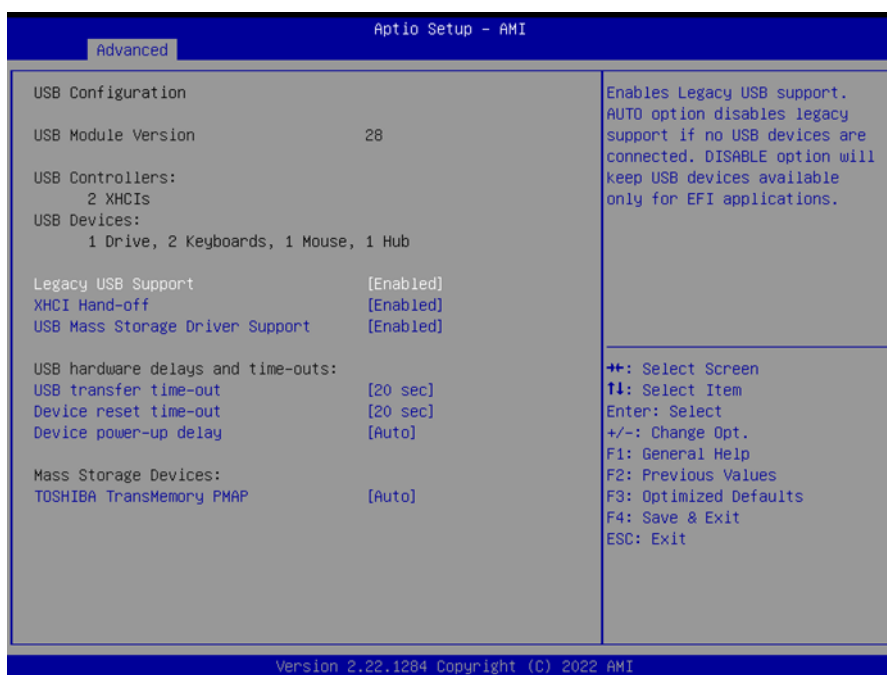 Aptio Setup – AMI
Advanced
USB Configuration
USB Module Version 28
USB Controllers:
2 XHCIs
USB Devices:
1 Drive, 2 Keyboards, 1 Mouse, 1 Hub
Legacy USB Support [Enabled]
XHCI Hand-off [Enabled]
USB Mass Storage Driver Support [Enabled]
USB hardware delays and time-outs:
USB transfer time-out [20 sec]
Device reset time-out [20 sec]
Device power-up delay [Auto]
Mass Storage Devices:
TOSHIBA TransMemory PMAP [Auto]
Enables Legacy USB support.
AUTO option disables legacy
support if no USB devices are
connected. DISABLE option will
keep USB devices available
only for EFI applications.
→←: Select Screen
↑↓: Select Item
Enter: Select
+/-: Change Opt.
F1: General Help
F2: Previous Values
F3: Optimized Defaults
F4: Save & Exit
ESC: Exit
Version 2.22.1284 Copyright (C) 2022 AMI